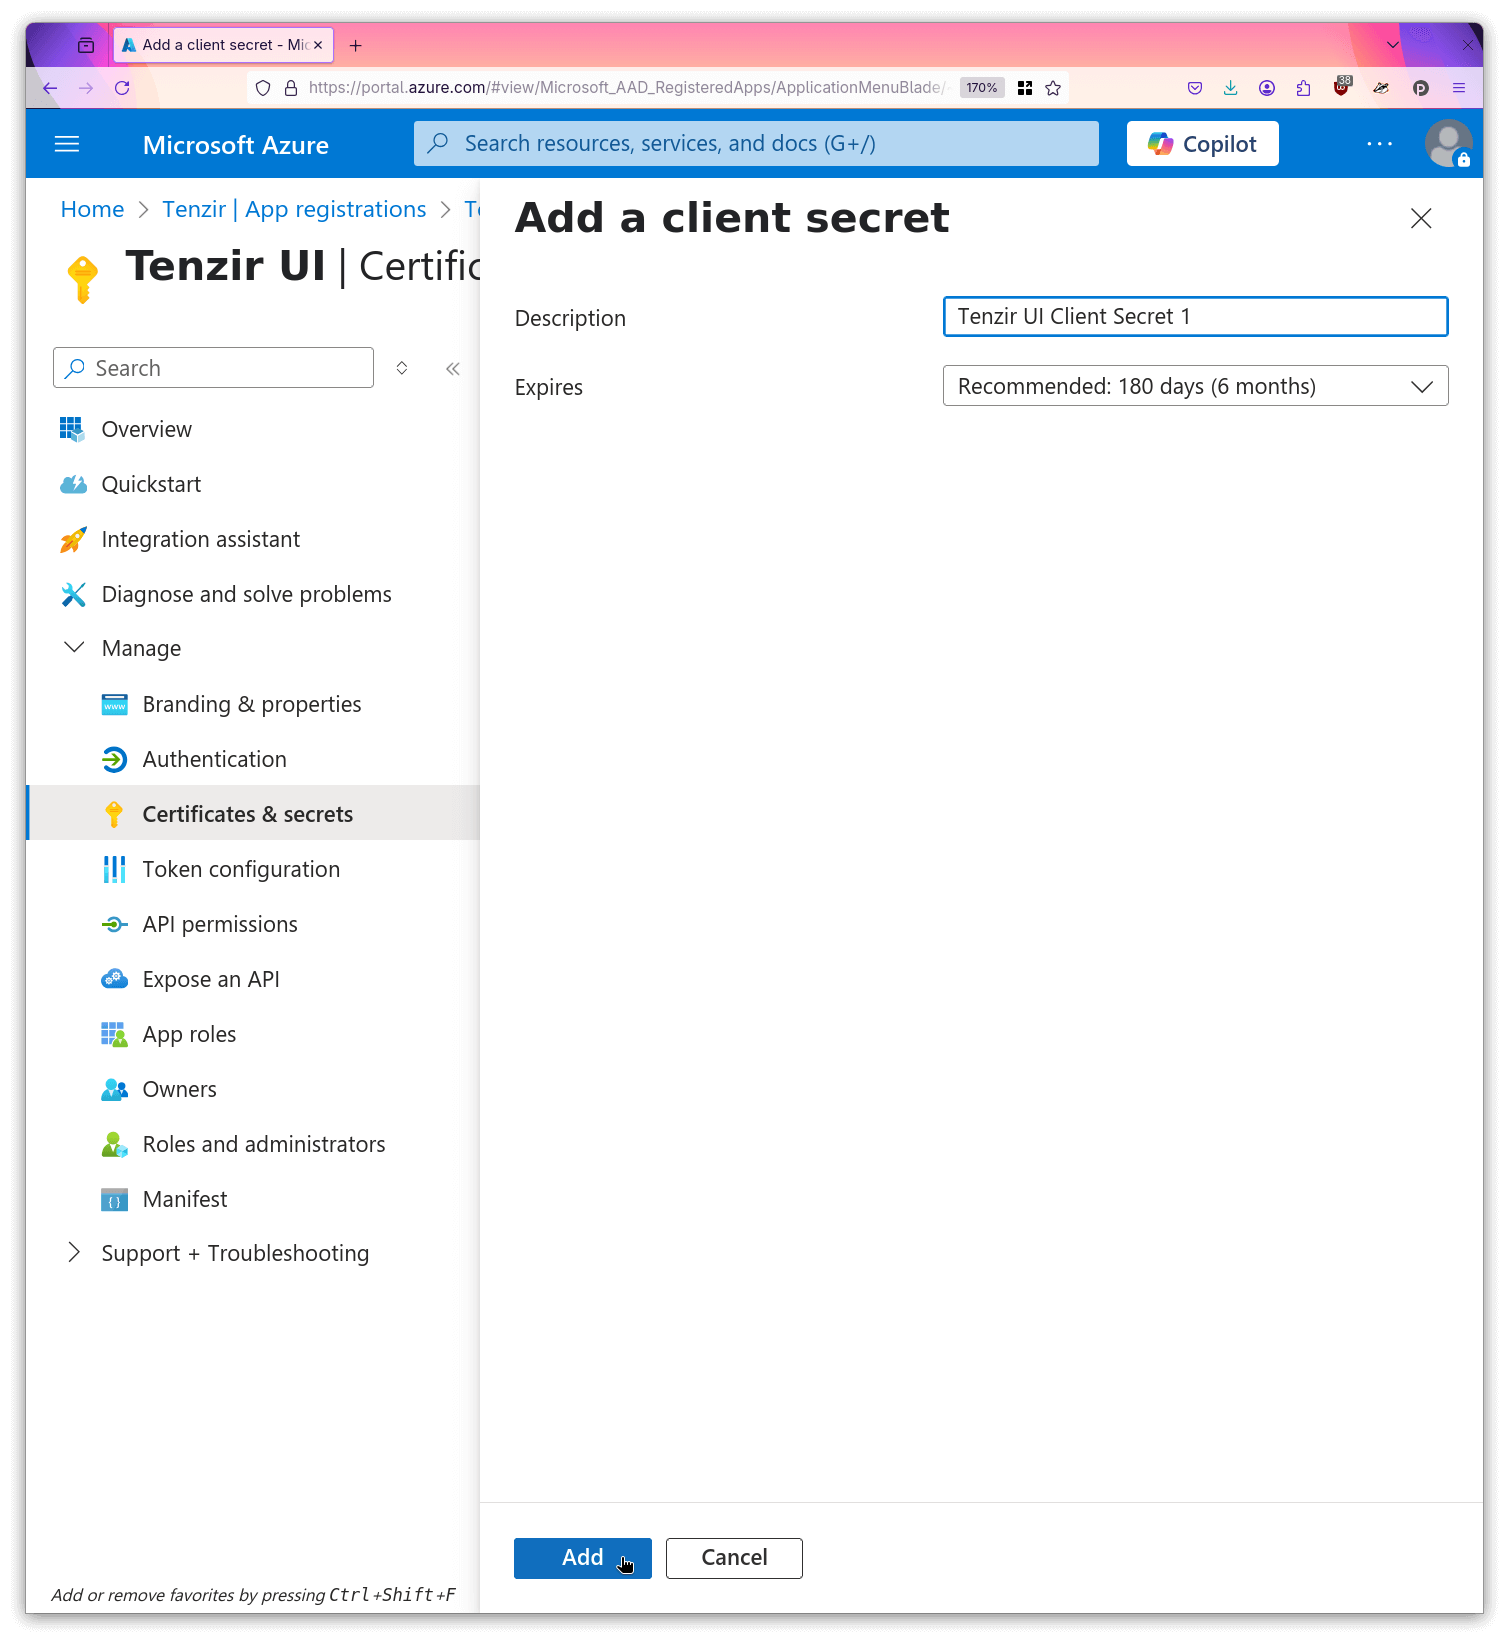 Add a client secret - Mic
https://portal.azure.com/#view/Microsoft_AAD_RegisteredApps/ApplicationMenuBlade/
170%
38
Microsoft Azure
Search resources, services, and docs (G+/)
Copilot
Home > Tenzir | App registrations > Te
Tenzir UI | Certific
Search
Overview
Quickstart
Integration assistant
Diagnose and solve problems
Manage
Branding & properties
Authentication
Certificates & secrets
Token configuration
API permissions
Expose an API
App roles
Owners
Roles and administrators
Manifest
Support + Troubleshooting
Add or remove favorites by pressing Ctrl+Shift+F
Add a client secret
Description
Tenzir UI Client Secret 1
Expires
Recommended: 180 days (6 months)
Add
Cancel